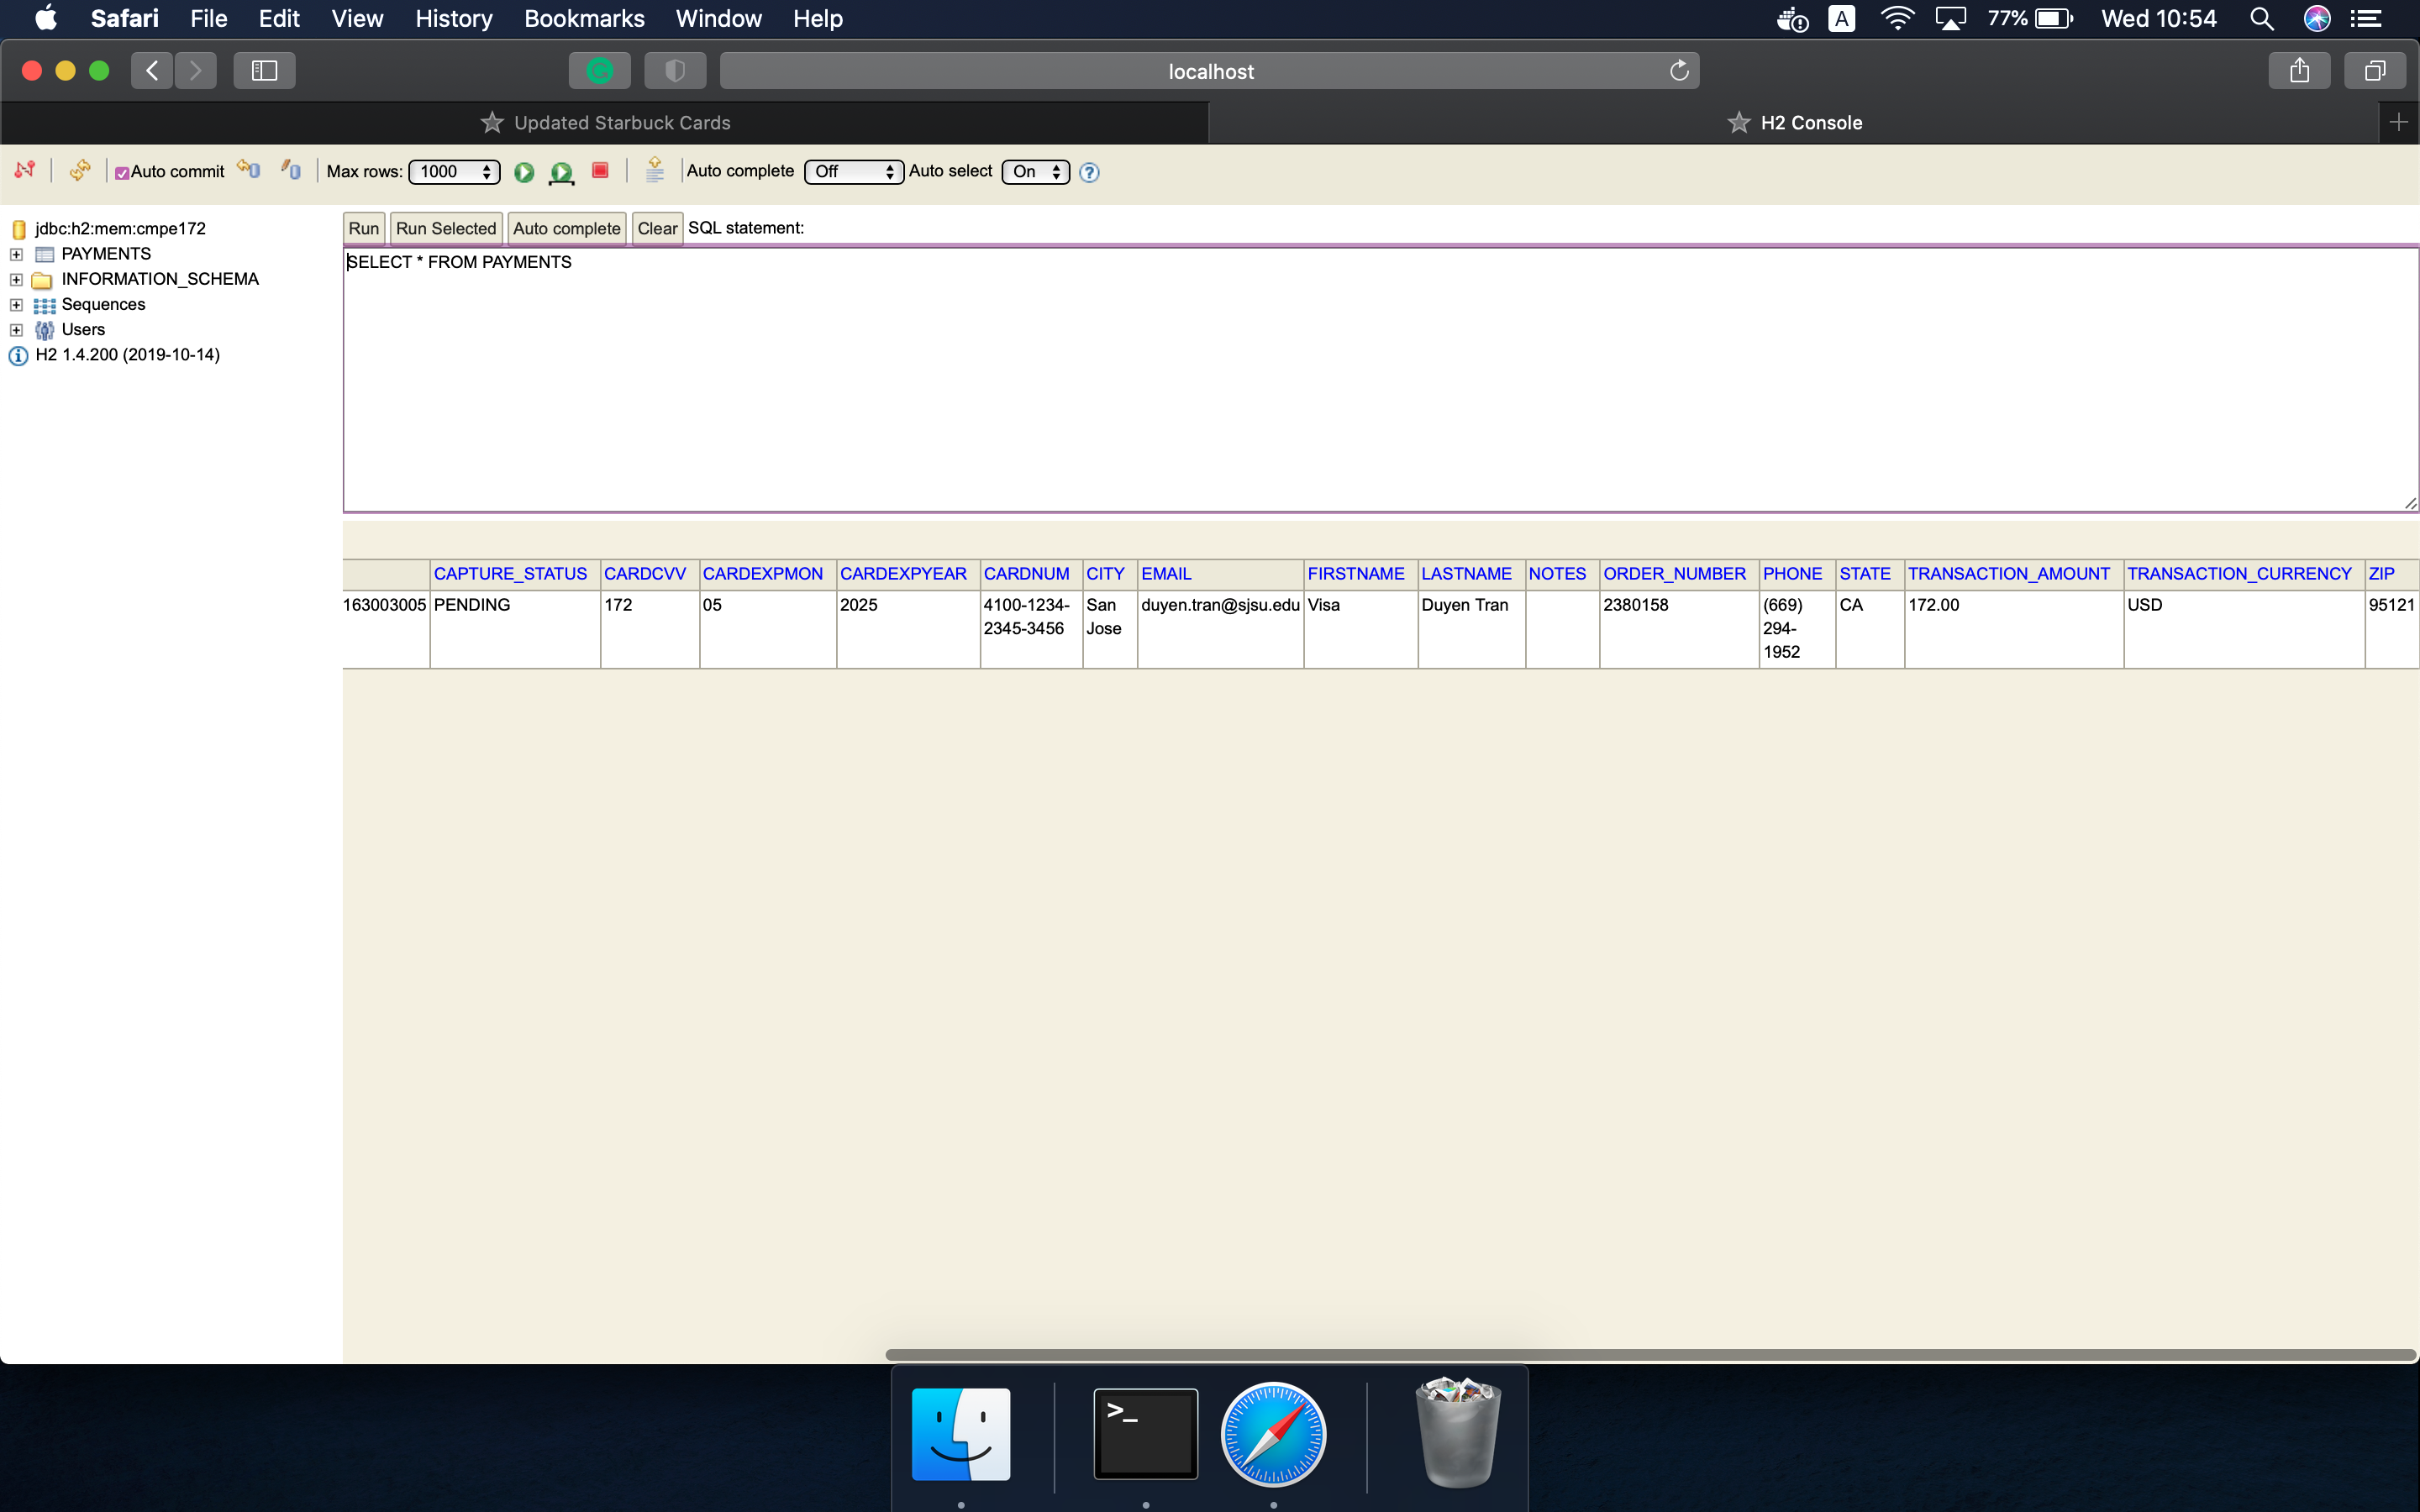 Safari File Edit View History Bookmarks Window Help A 77% Wed 10:54
localhost
Updated Starbuck Cards H2 Console
Auto commit Max rows: 1000 Auto complete Off Auto select On ?
jdbc:h2:mem:cmpe172
PAYMENTS
INFORMATION_SCHEMA
Sequences
Users
H2 1.4.200 (2019-10-14)
Run Run Selected Auto complete Clear SQL statement:
SELECT * FROM PAYMENTS
CAPTURE_STATUS CARDCVV CARDEXPMON CARDEXPYEAR CARDNUM CITY EMAIL FIRSTNAME LASTNAME NOTES ORDER_NUMBER PHONE STATE TRANSACTION_AMOUNT TRANSACTION_CURRENCY ZIP
163003005 PENDING 172 05 2025 4100-1234- San duyen.tran@sjsu.edu Visa Duyen Tran 2380158 (669) CA 172.00 USD 95121
2345-3456 Jose 294-
1952
>_